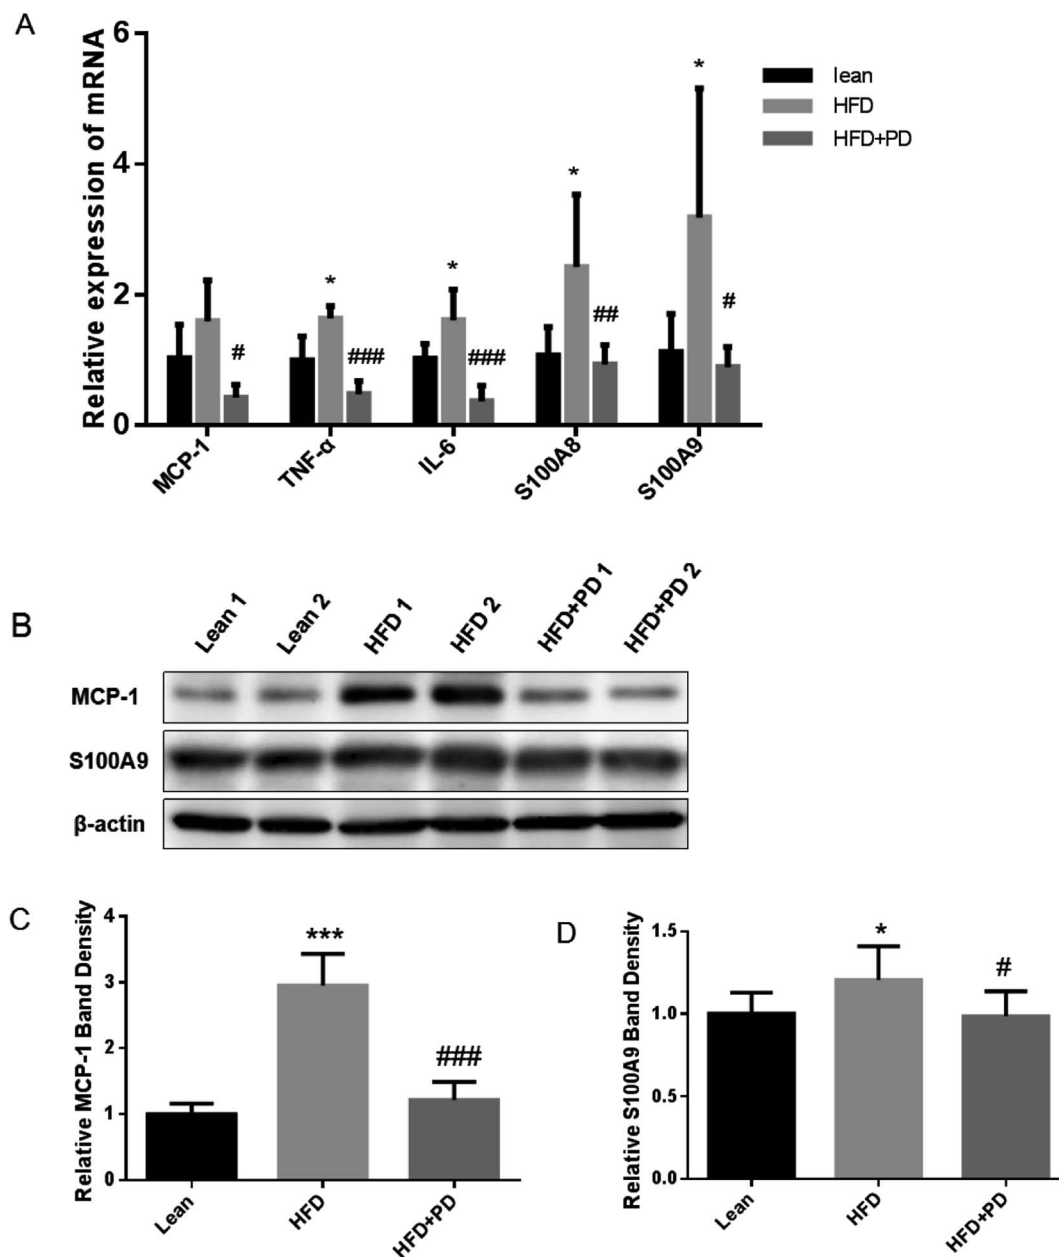 A
Relative expression of mRNA
6
4
2
0
*
*
*
*
#
###
###
##
#
MCP-1
TNF-α
IL-6
S100A8
S100A9
lean
HFD
HFD+PD
B
Lean 1
Lean 2
HFD 1
HFD 2
HFD+PD 1
HFD+PD 2
MCP-1
S100A9
β-actin
C
Relative MCP-1 Band Density
4
3
2
1
0
***
###
Lean
HFD
HFD+PD
D
Relative S100A9 Band Density
1.5
1.0
0.5
0.0
*
#
Lean
HFD
HFD+PD